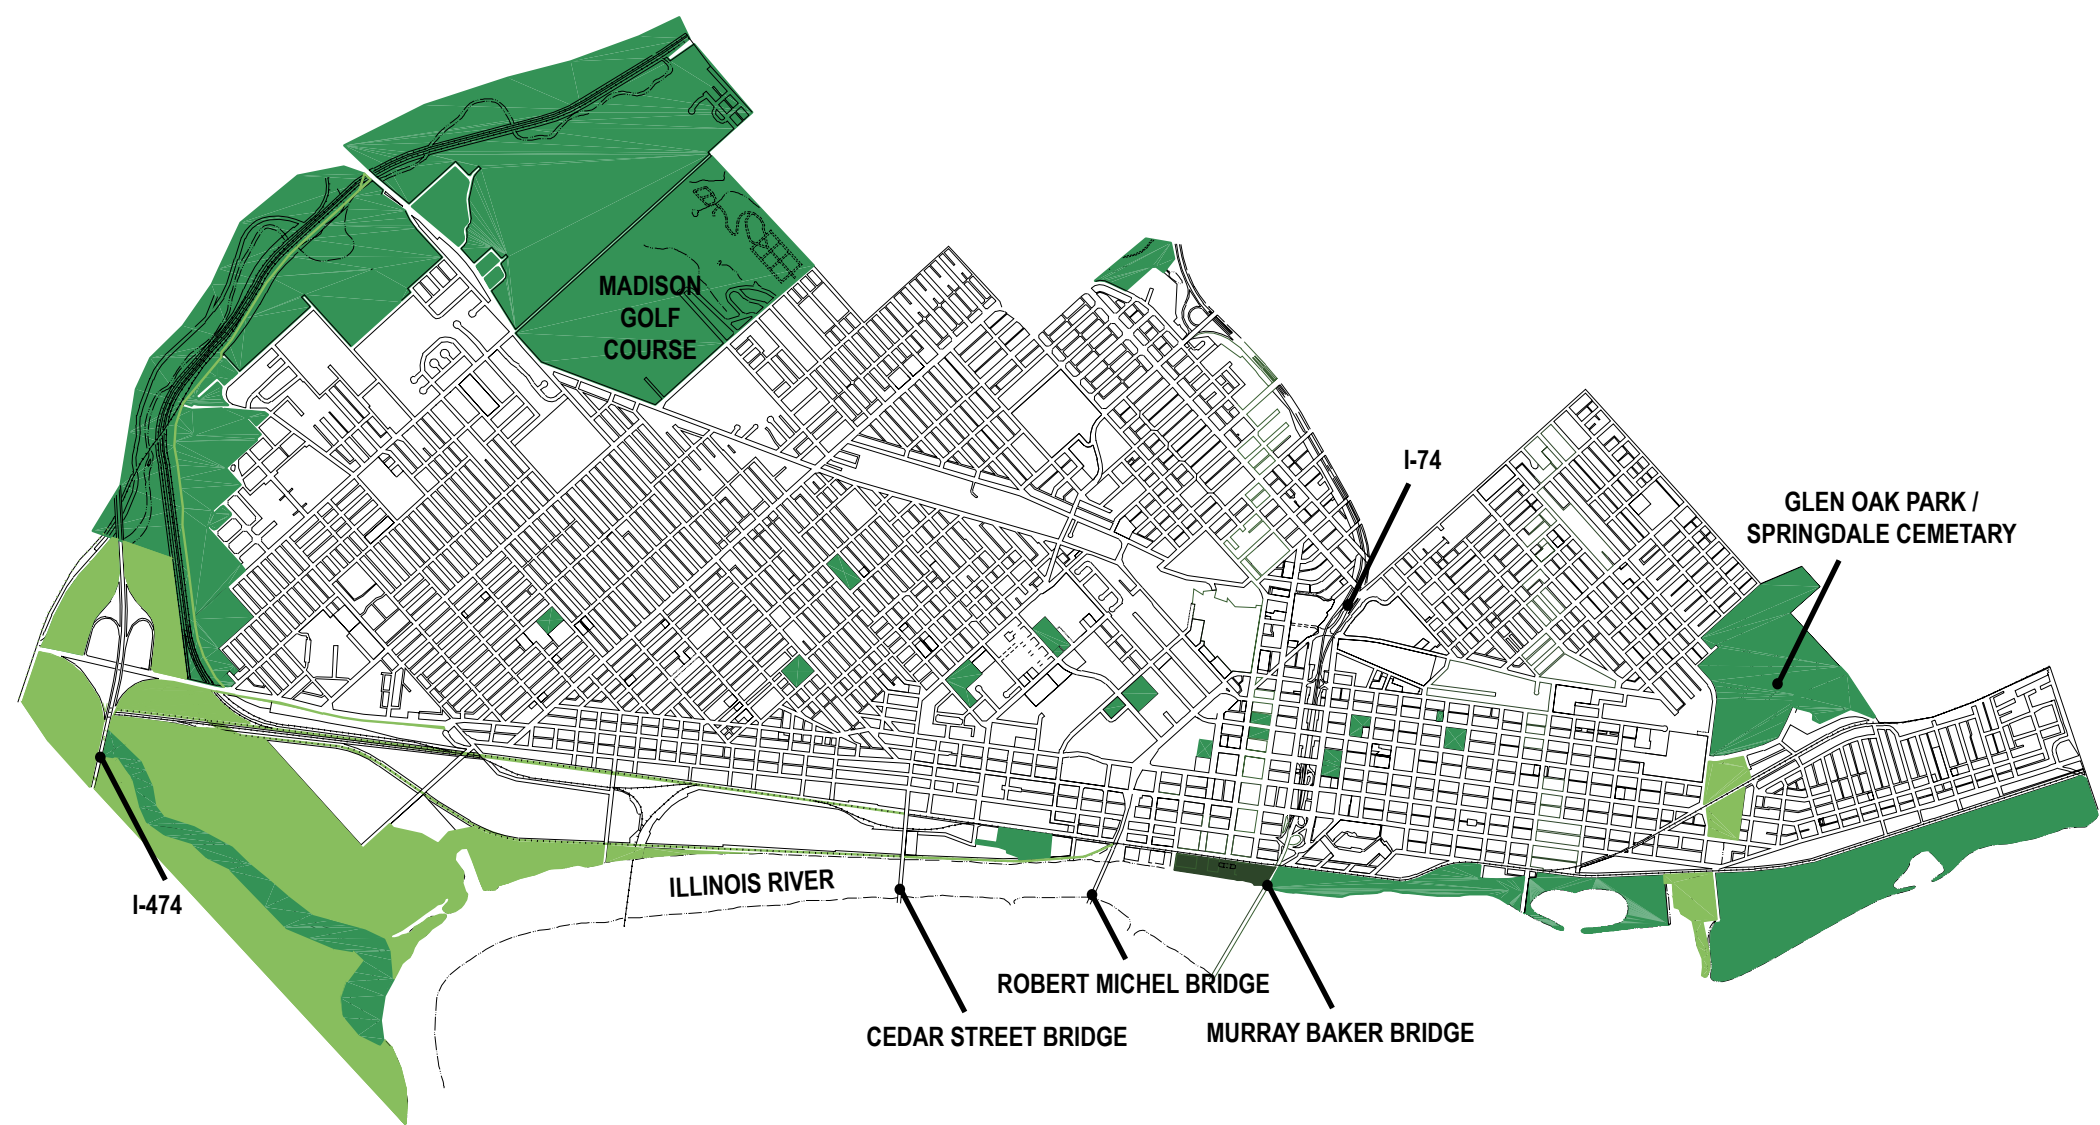 MADISON
GOLF
COURSE
I-74
GLEN OAK PARK /
SPRINGDALE CEMETARY
ILLINOIS RIVER
I-474
ROBERT MICHEL BRIDGE
CEDAR STREET BRIDGE
MURRAY BAKER BRIDGE